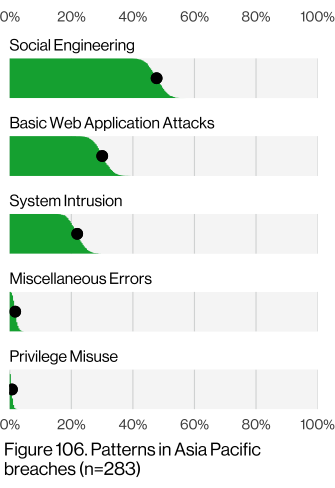 0% 20% 40% 60% 80% 100%
Social Engineering
Basic Web Application Attacks
System Intrusion
Miscellaneous Errors
Privilege Misuse
0% 20% 40% 60% 80% 100%
Figure 106. Patterns in Asia Pacific
breaches (n=283)